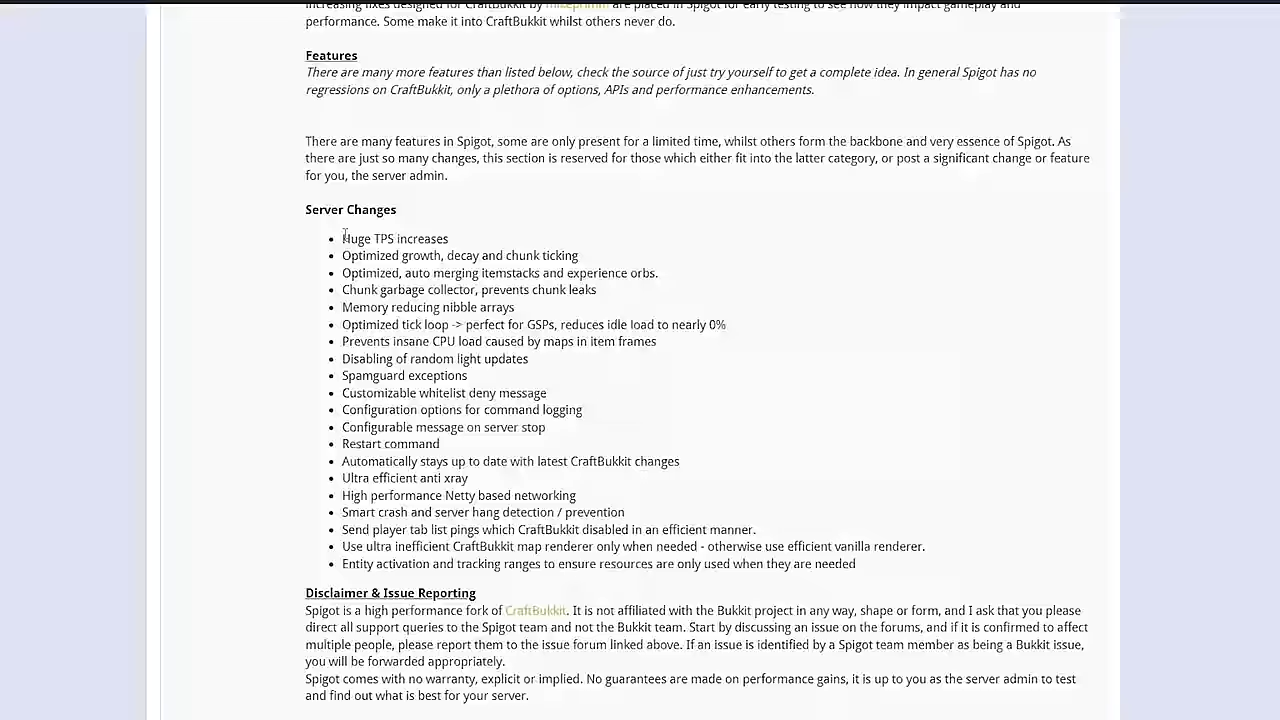 increasing fixes designed for CraftBukkit by mikeprimm are placed in Spigot for early testing to see how they impact gameplay and
performance. Some make it into CraftBukkit whilst others never do.
Features
There are many more features than listed below, check the source of just try yourself to get a complete idea. In general Spigot has no
regressions on CraftBukkit, only a plethora of options, APIs and performance enhancements.
There are many features in Spigot, some are only present for a limited time, whilst others form the backbone and very essence of Spigot. As
there are just so many changes, this section is reserved for those which either fit into the latter category, or post a significant change or feature
for you, the server admin.
Server Changes
• Huge TPS increases
• Optimized growth, decay and chunk ticking
• Optimized, auto merging itemstacks and experience orbs.
• Chunk garbage collector, prevents chunk leaks
• Memory reducing nibble arrays
• Optimized tick loop -> perfect for GSPs, reduces idle load to nearly 0%
• Prevents insane CPU load caused by maps in item frames
• Disabling of random light updates
• Spamguard exceptions
• Customizable whitelist deny message
• Configuration options for command logging
• Configurable message on server stop
• Restart command
• Automatically stays up to date with latest CraftBukkit changes
• Ultra efficient anti xray
• High performance Netty based networking
• Smart crash and server hang detection / prevention
• Send player tab list pings which CraftBukkit disabled in an efficient manner.
• Use ultra inefficient CraftBukkit map renderer only when needed - otherwise use efficient vanilla renderer.
• Entity activation and tracking ranges to ensure resources are only used when they are needed
Disclaimer & Issue Reporting
Spigot is a high performance fork of CraftBukkit. It is not affiliated with the Bukkit project in any way, shape or form, and I ask that you please
direct all support queries to the Spigot team and not the Bukkit team. Start by discussing an issue on the forums, and if it is confirmed to affect
multiple people, please report them to the issue forum linked above. If an issue is identified by a Spigot team member as being a Bukkit issue,
you will be forwarded appropriately.
Spigot comes with no warranty, explicit or implied. No guarantees are made on performance gains, it is up to you as the server admin to test
and find out what is best for your server.